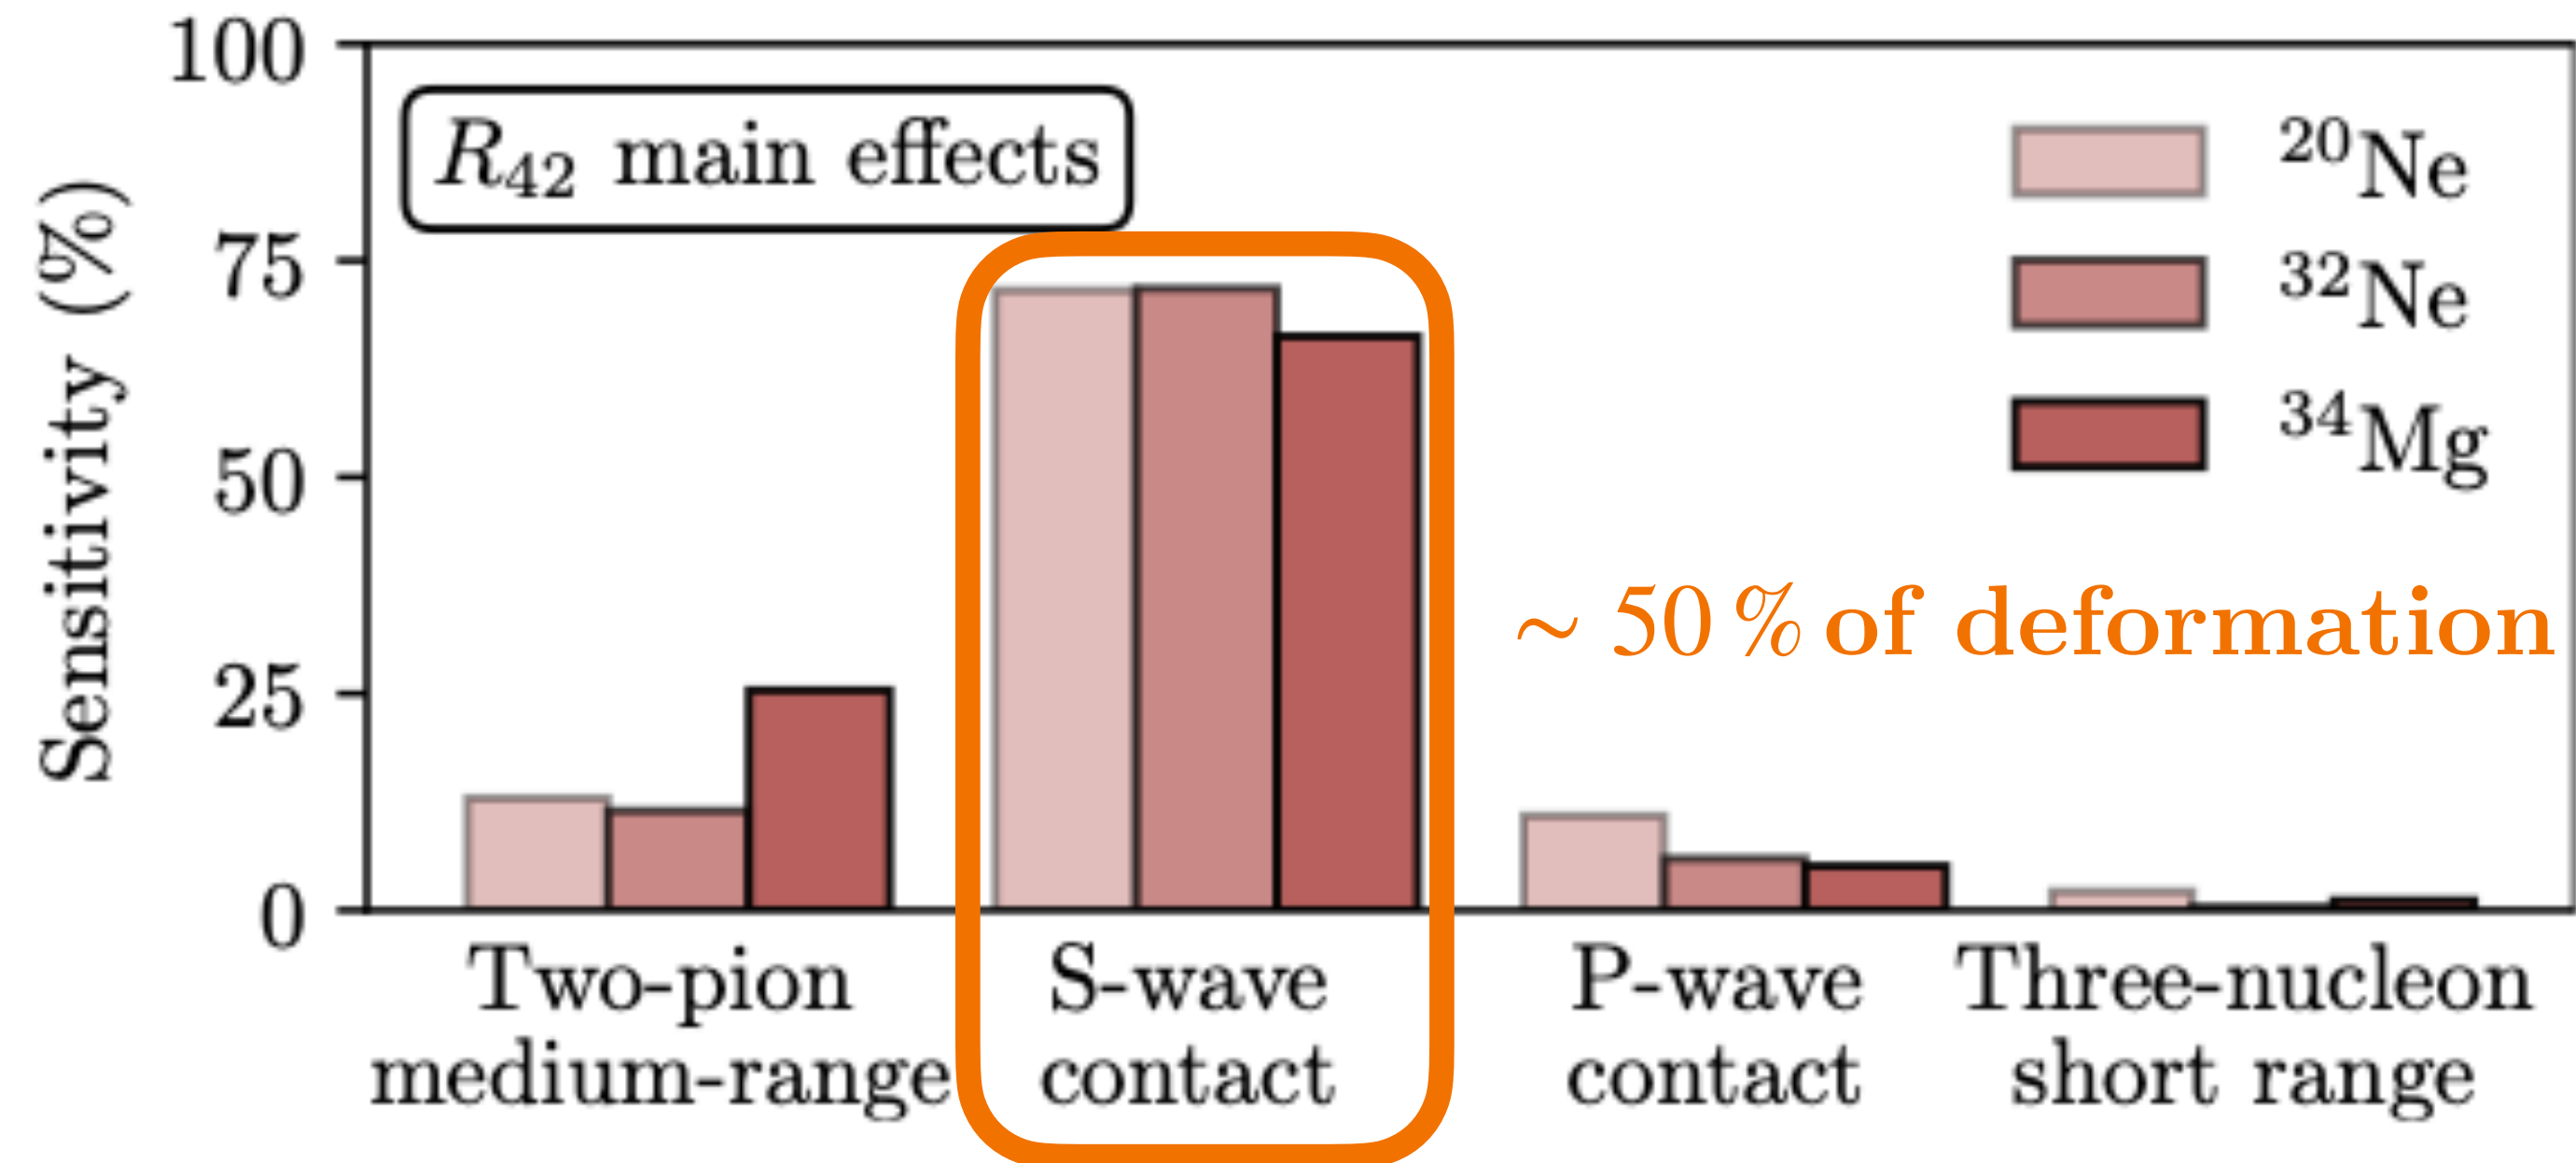 100
75
50
25
0
Sensitivity (%)
R₄₂ main effects
²⁰Ne
³²Ne
³⁴Mg
~ 50 % of deformation
Two-pion
medium-range
S-wave
contact
P-wave
contact
Three-nucleon
short range